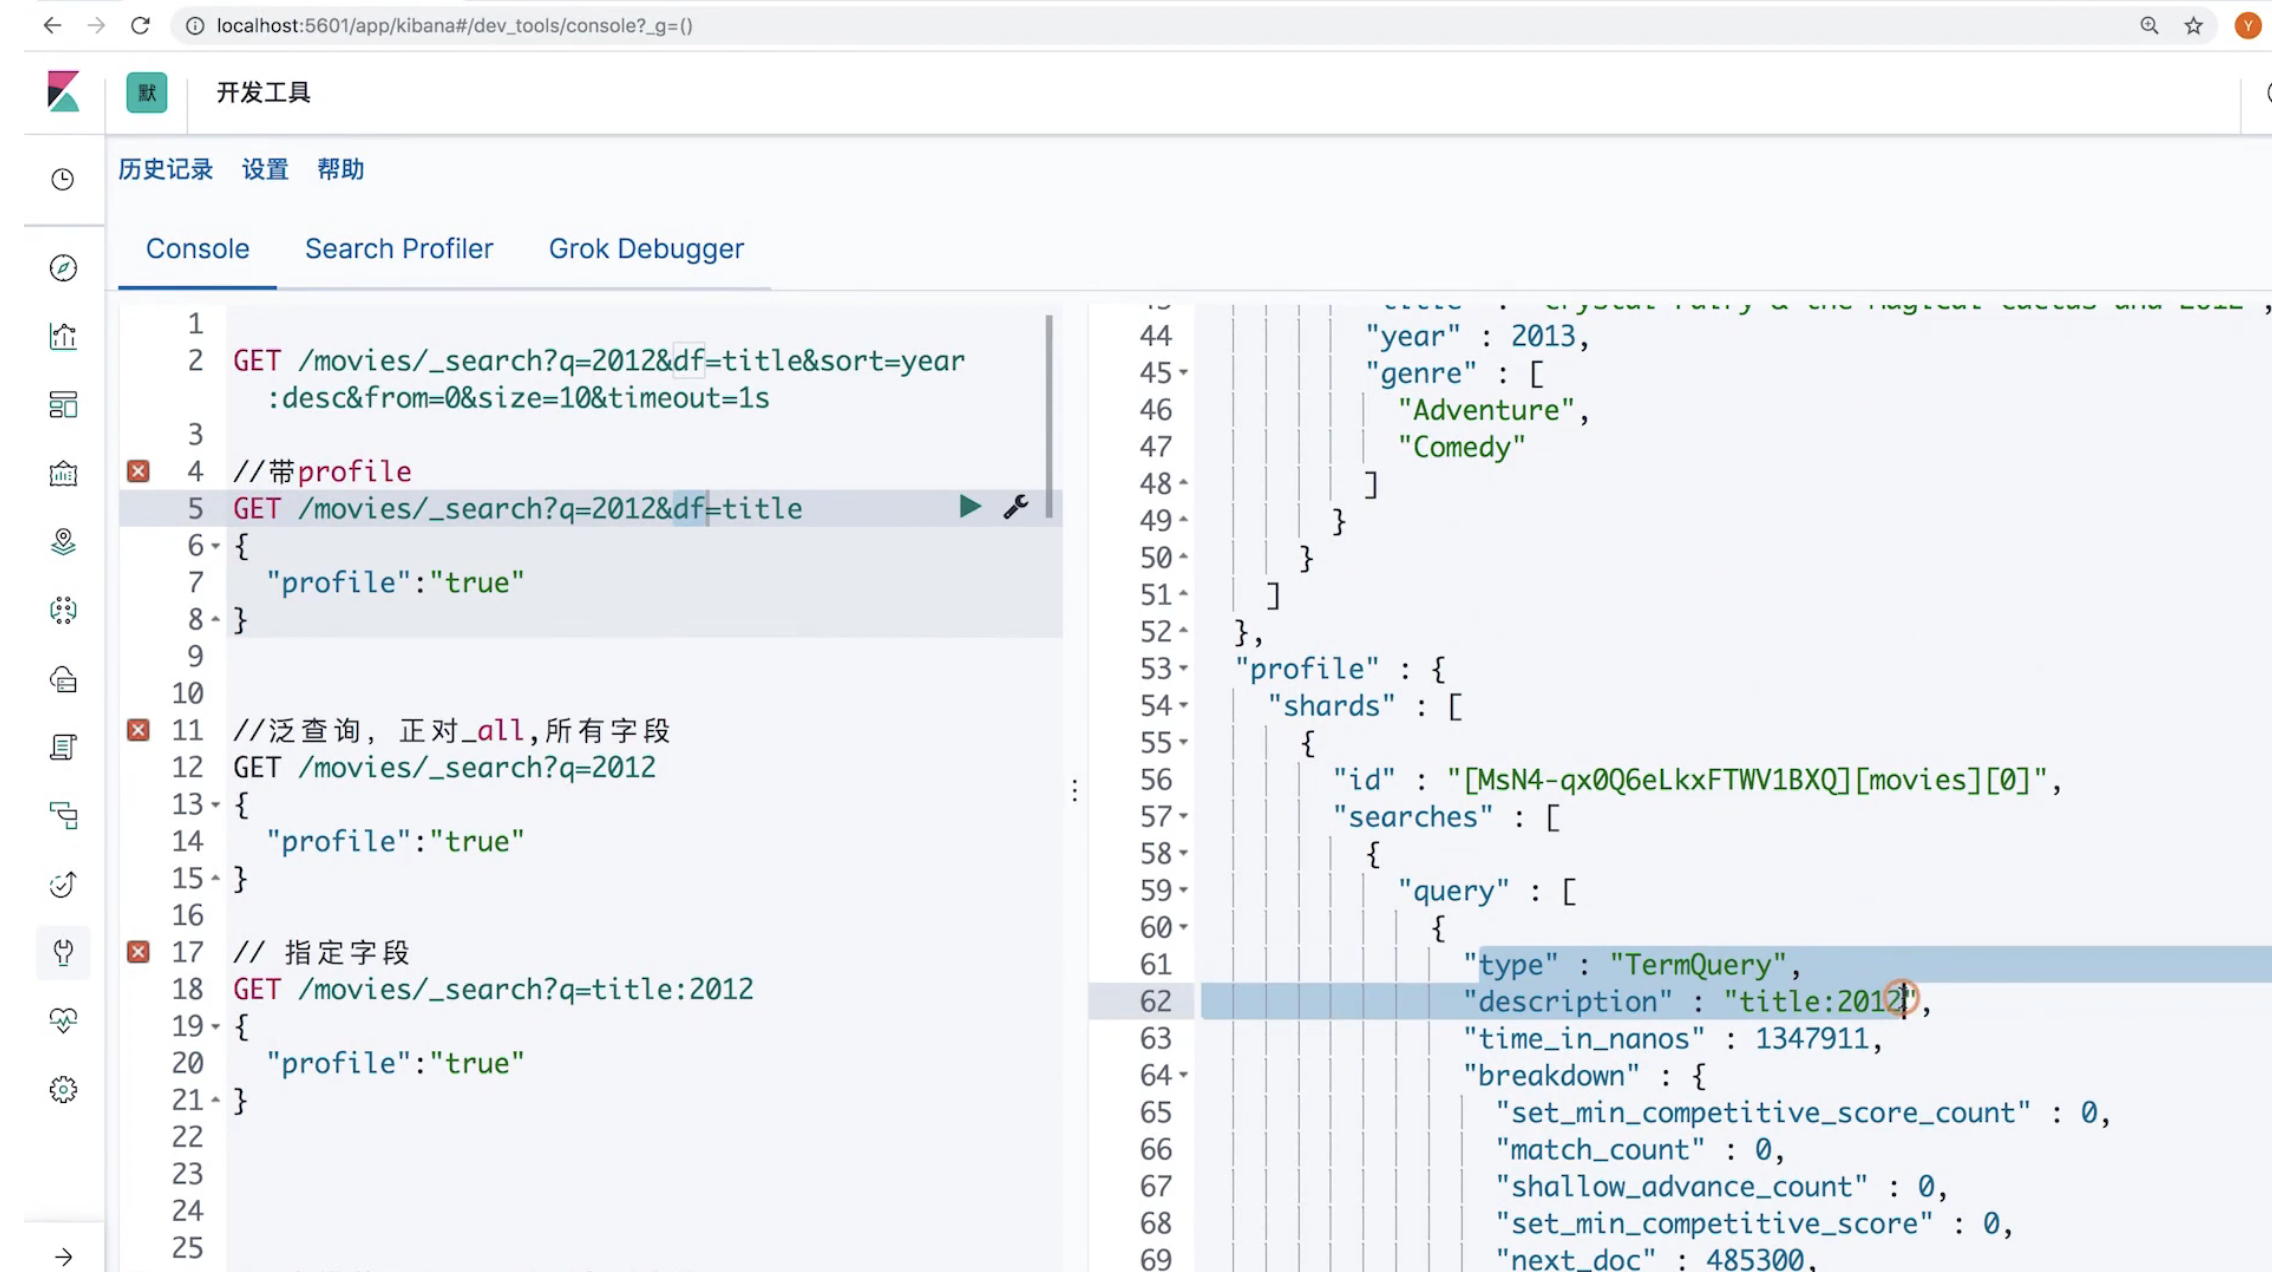 localhost:5601/app/kibana#/dev_tools/console?_g=()
Y
默
开发工具
历史记录 设置 帮助
Console Search Profiler Grok Debugger
1
2 GET /movies/_search?q=2012&df=title&sort=year
:desc&from=0&size=10&timeout=1s
3
4 //带profile
5 GET /movies/_search?q=2012&df=title
6 {
7 "profile":"true"
8 }
9
10
11 //泛查询, 正对_all,所有字段
12 GET /movies/_search?q=2012
13 {
14 "profile":"true"
15 }
16
17 // 指定字段
18 GET /movies/_search?q=title:2012
19 {
20 "profile":"true"
21 }
22
23
24
25
44 "year" : 2013,
45 "genre" : [
46 "Adventure",
47 "Comedy"
48 ]
49 }
50 }
51 ]
52 },
53 "profile" : {
54 "shards" : [
55 {
56 "id" : "[MsN4-qx0Q6eLkxFTWV1BXQ][movies][0]",
57 "searches" : [
58 {
59 "query" : [
60 {
61 "type" : "TermQuery",
62 "description" : "title:2012",
63 "time_in_nanos" : 1347911,
64 "breakdown" : {
65 "set_min_competitive_score_count" : 0,
66 "match_count" : 0,
67 "shallow_advance_count" : 0,
68 "set_min_competitive_score" : 0,
69 "next_doc" : 485300,